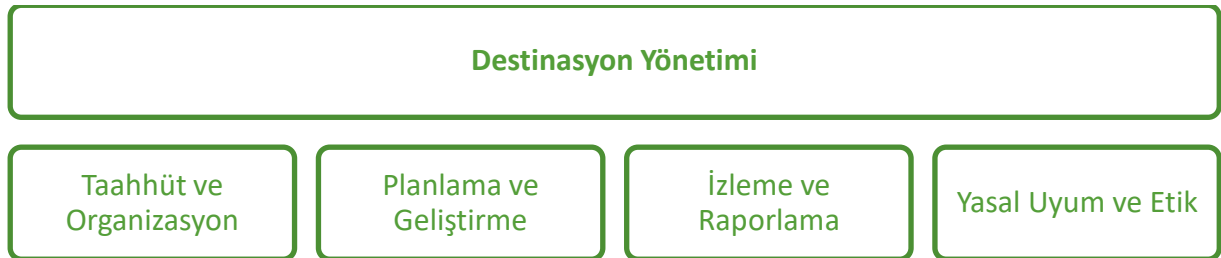 Destinasyon Yönetimi
Taahhüt ve
Organizasyon
Planlama ve
Geliştirme
İzleme ve
Raporlama
Yasal Uyum ve Etik